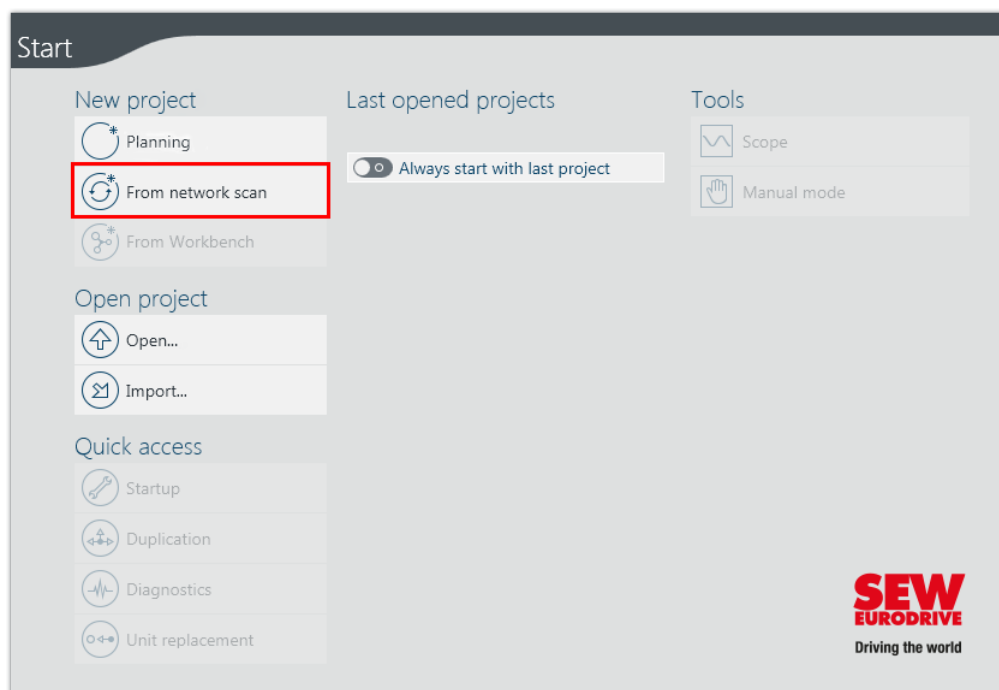 Start
New project
Planning
From network scan
From Workbench
Open project
Open...
Import...
Quick access
Startup
Duplication
Diagnostics
Unit replacement
Last opened projects
Always start with last project
Tools
Scope
Manual mode
SEW
EURODRIVE
Driving the world